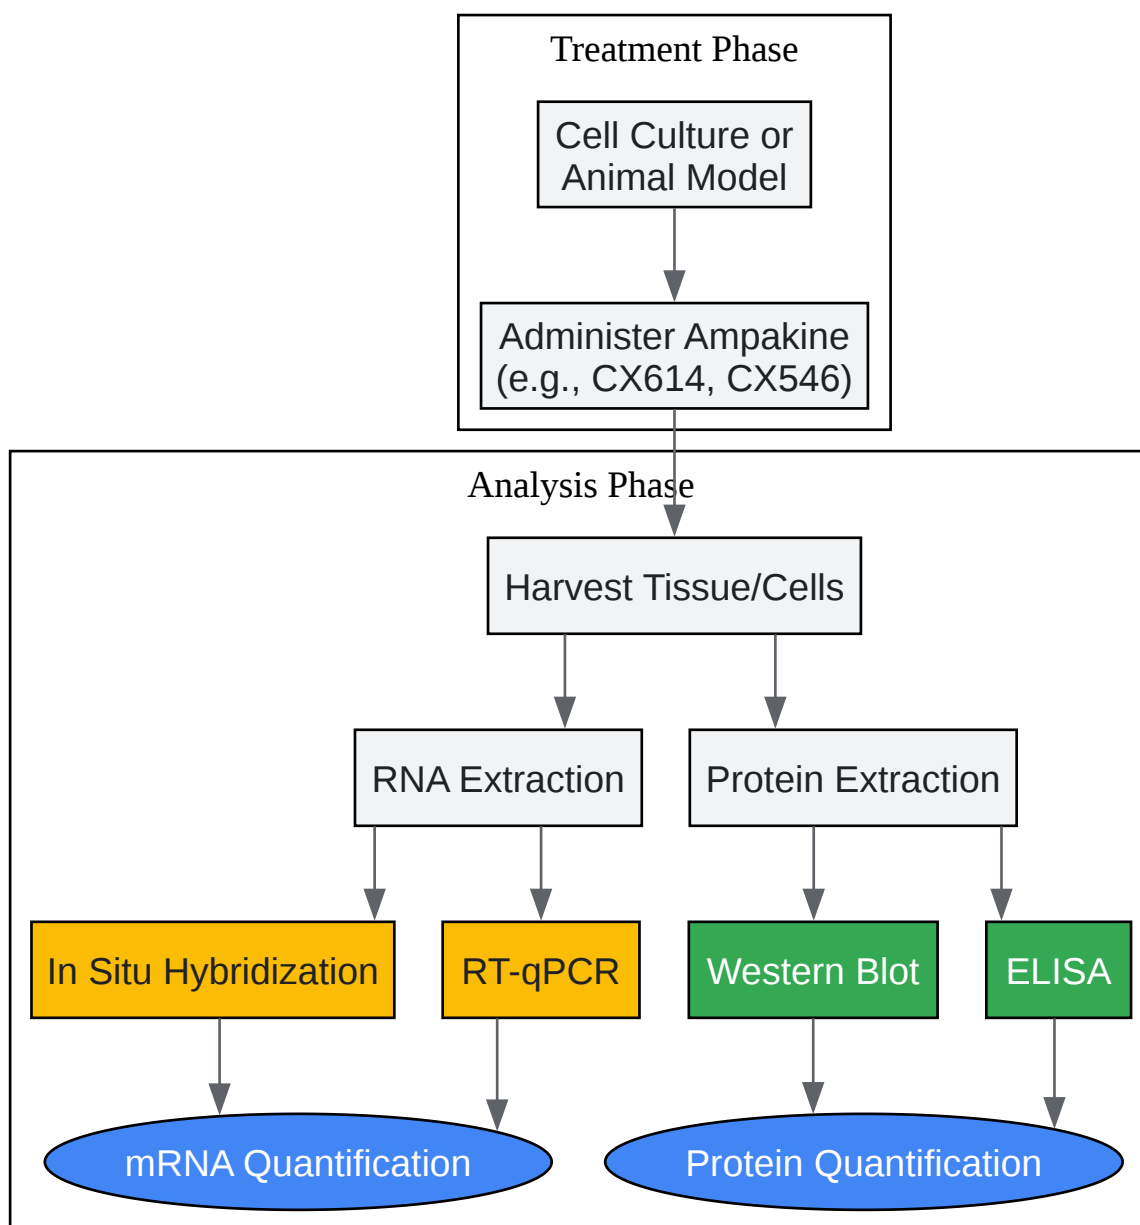 Treatment Phase
Cell Culture or
Animal Model
Administer Ampakine
(e.g., CX614, CX546)
Analysis Phase
Harvest Tissue/Cells
RNA Extraction
Protein Extraction
In Situ Hybridization
RT-qPCR
Western Blot
ELISA
mRNA Quantification
Protein Quantification